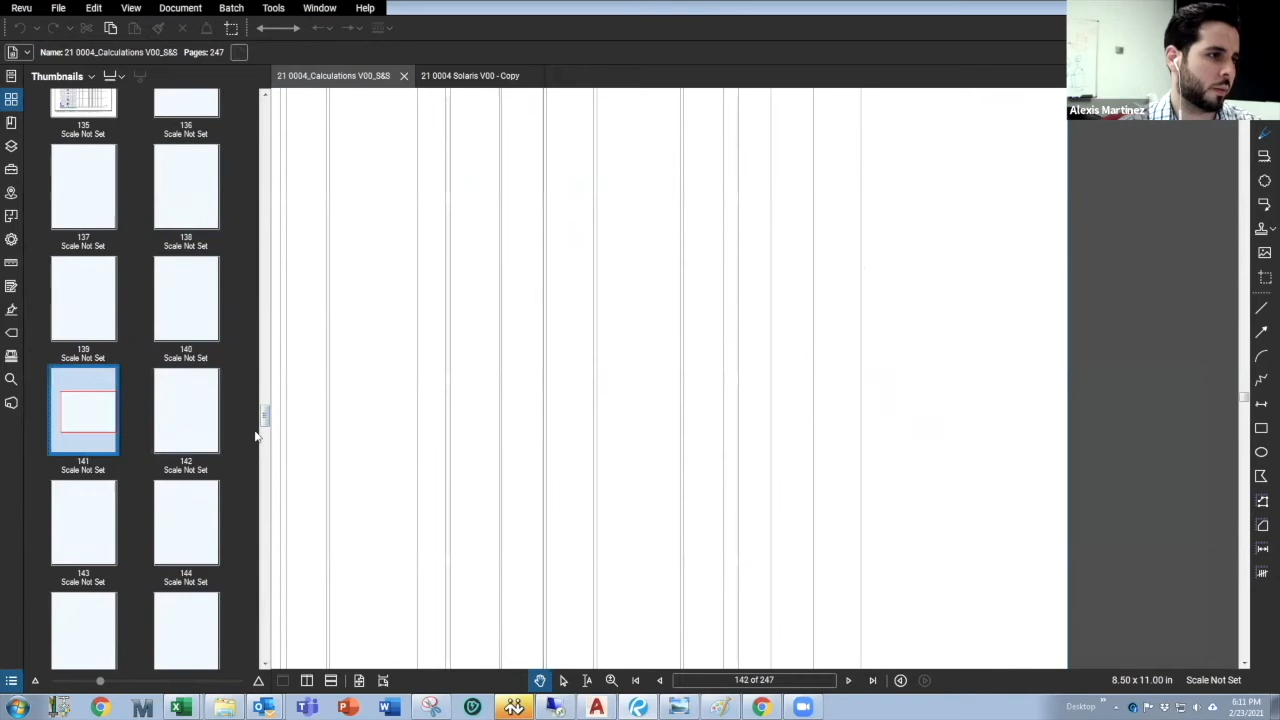 Revu File Edit View Document Batch Tools Window Help
Name: 21 0004_Calculations V00_S&S Pages: 247
Thumbnails
21 0004_Calculations V00_S&S
21 0004 Solaris V00 - Copy
Alexis Martinez
135 136
Scale Not Set Scale Not Set
137 138
Scale Not Set Scale Not Set
139 140
Scale Not Set Scale Not Set
141 142
Scale Not Set Scale Not Set
143 144
Scale Not Set Scale Not Set
142 of 247
8.50 x 11.00 in Scale Not Set
Desktop
6:11 PM
2/23/2021